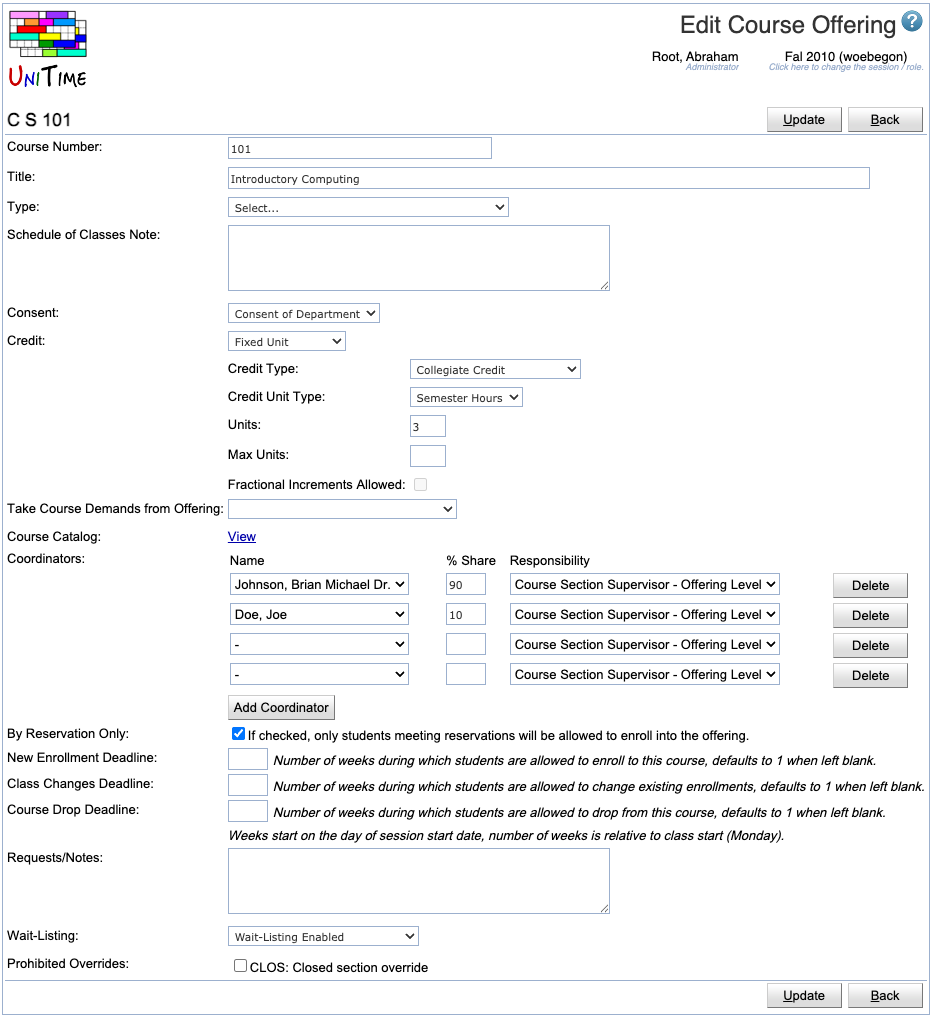 Edit Course Offering ?
UNITIME
Root, Abraham Fal 2010 (woebegon)
Administrator Click here to change the session / role.
C S 101 Update Back
Course Number: 101
Title: Introductory Computing
Type: Select...
Schedule of Classes Note:
Consent: Consent of Department
Credit: Fixed Unit
Credit Type: Collegiate Credit
Credit Unit Type: Semester Hours
Units: 3
Max Units:
Fractional Increments Allowed:
Take Course Demands from Offering:
Course Catalog: View
Coordinators: Name % Share Responsibility
Johnson, Brian Michael Dr. 90 Course Section Supervisor - Offering Level Delete
Doe, Joe 10 Course Section Supervisor - Offering Level Delete
- Course Section Supervisor - Offering Level Delete
- Course Section Supervisor - Offering Level Delete
Add Coordinator
By Reservation Only: If checked, only students meeting reservations will be allowed to enroll into the offering.
New Enrollment Deadline: Number of weeks during which students are allowed to enroll to this course, defaults to 1 when left blank.
Class Changes Deadline: Number of weeks during which students are allowed to change existing enrollments, defaults to 1 when left blank.
Course Drop Deadline: Number of weeks during which students are allowed to drop from this course, defaults to 1 when left blank.
Weeks start on the day of session start date, number of weeks is relative to class start (Monday).
Requests/Notes:
Wait-Listing: Wait-Listing Enabled
Prohibited Overrides: CLOS: Closed section override
Update Back